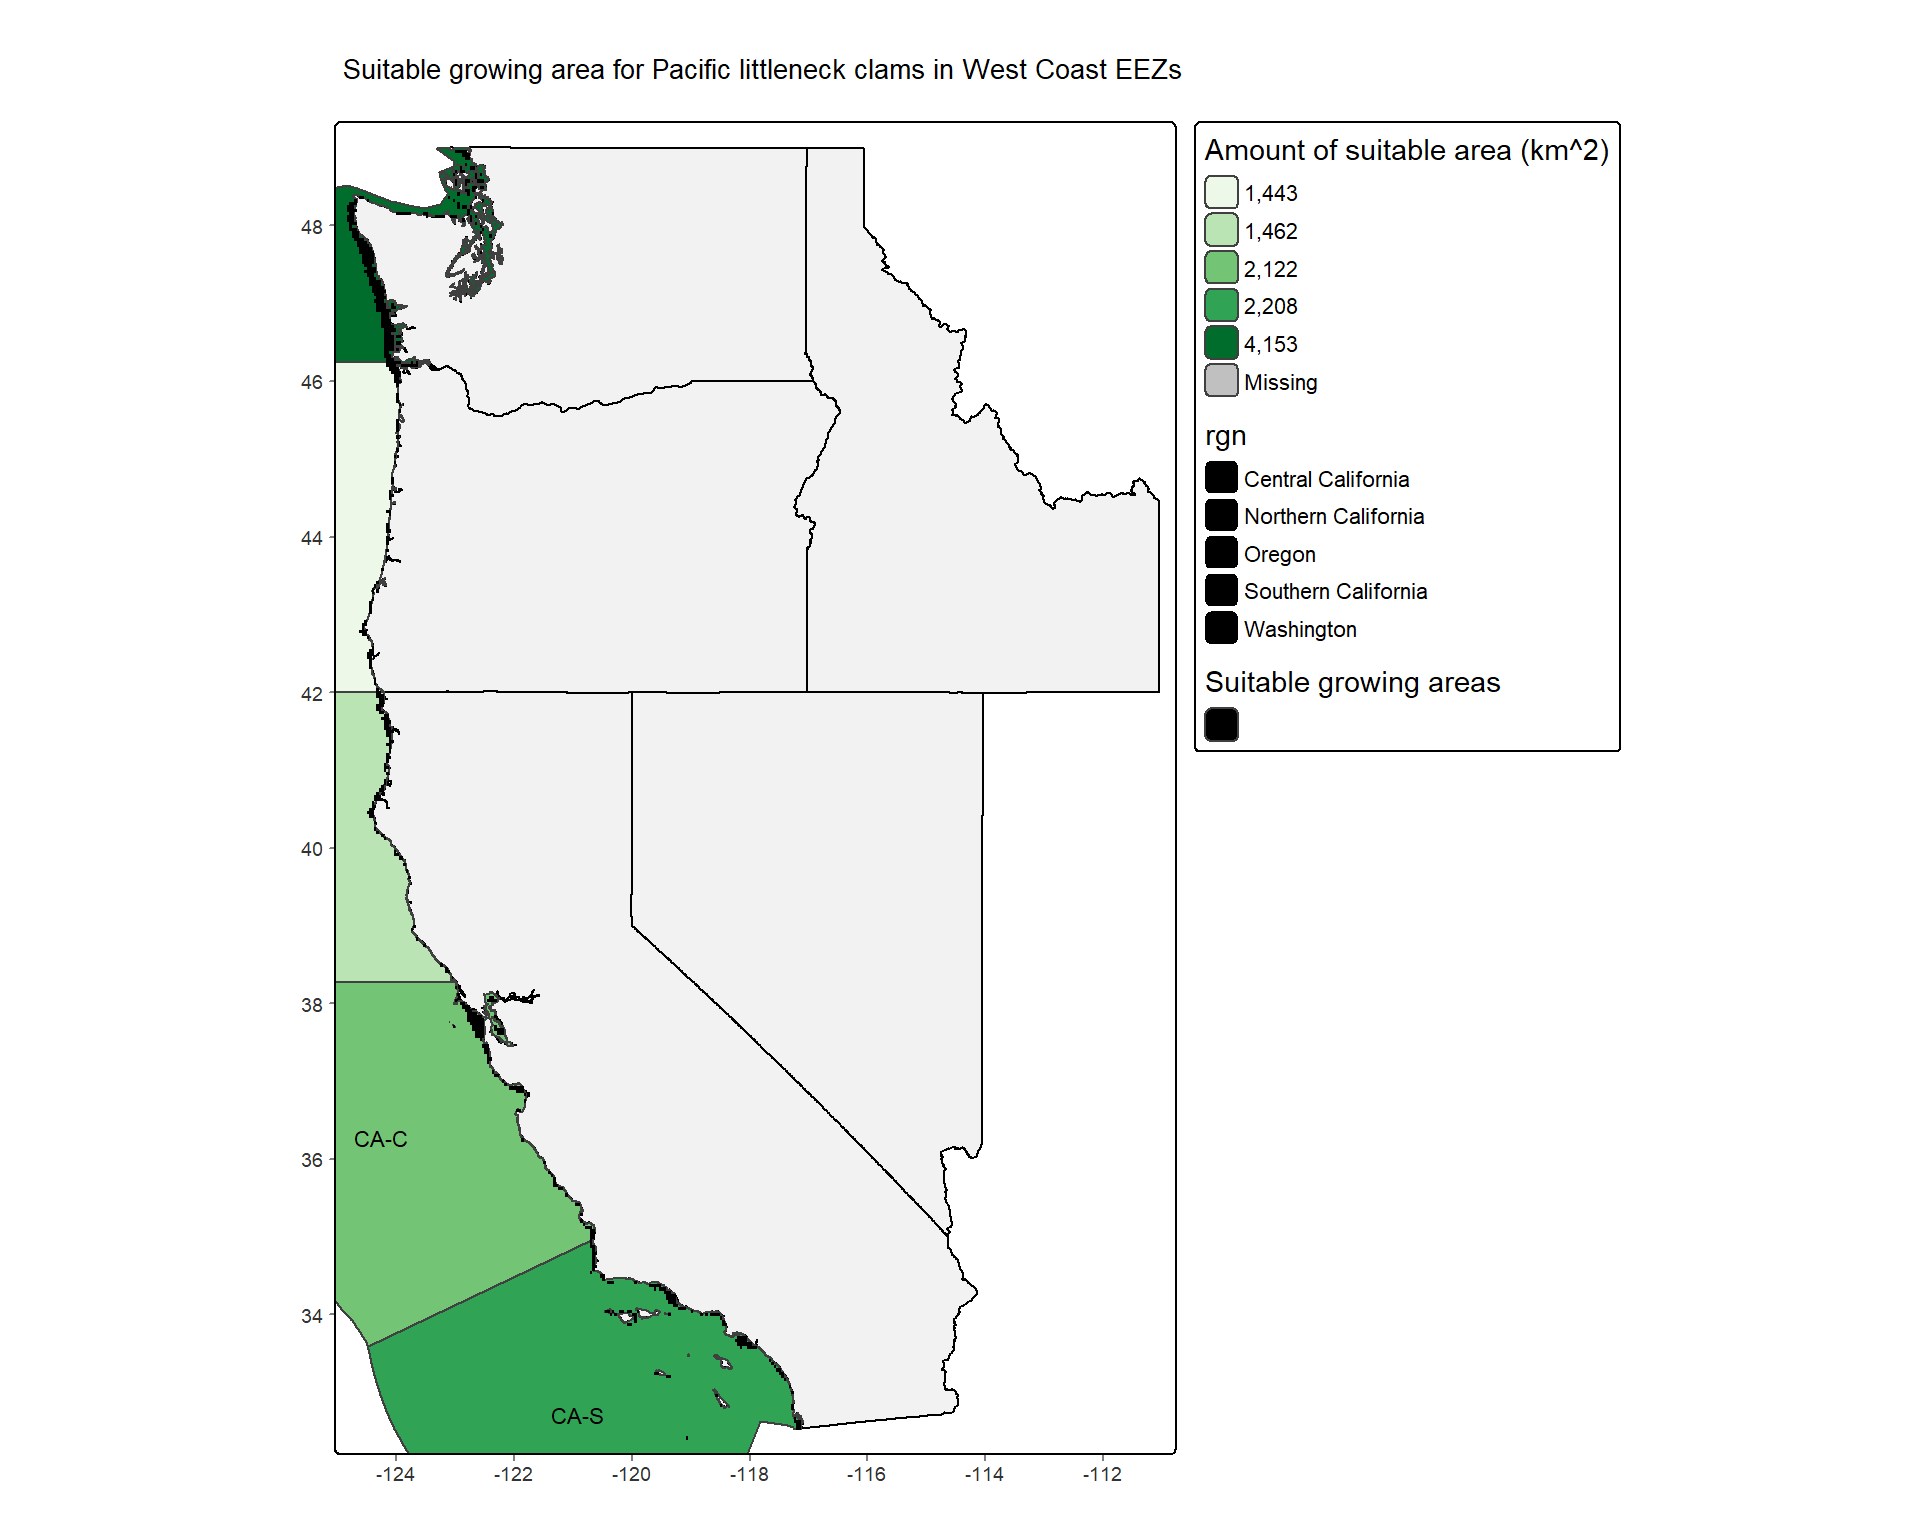 Suitable growing area for Pacific littleneck clams in West Coast EEZs
Amount of suitable area (km^2)
1,443
1,462
2,122
2,208
4,153
Missing
rgn
Central California
Northern California
Oregon
Southern California
Washington
Suitable growing areas
48
46
44
42
40
38
36
34
CA-C
CA-S
-124
-122
-120
-118
-116
-114
-112